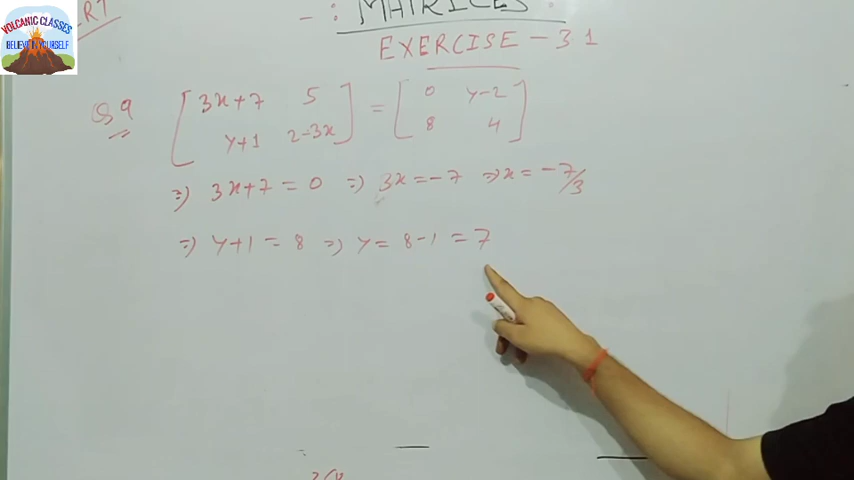 VOLCANIC CLASSES
BELIEVE IN YOURSELF
-: MATRICES :
EXERCISE - 3 1
Q 9 [ 3x+7 5 ] = [ 0 y-2 ]
[ y+1 2-3x ] [ 8 4 ]
⇒) 3x+7 = 0 ⇒) 3x = -7 ⇒) x = -7/3
⇒) y+1 = 8 ⇒) y = 8-1 = 7